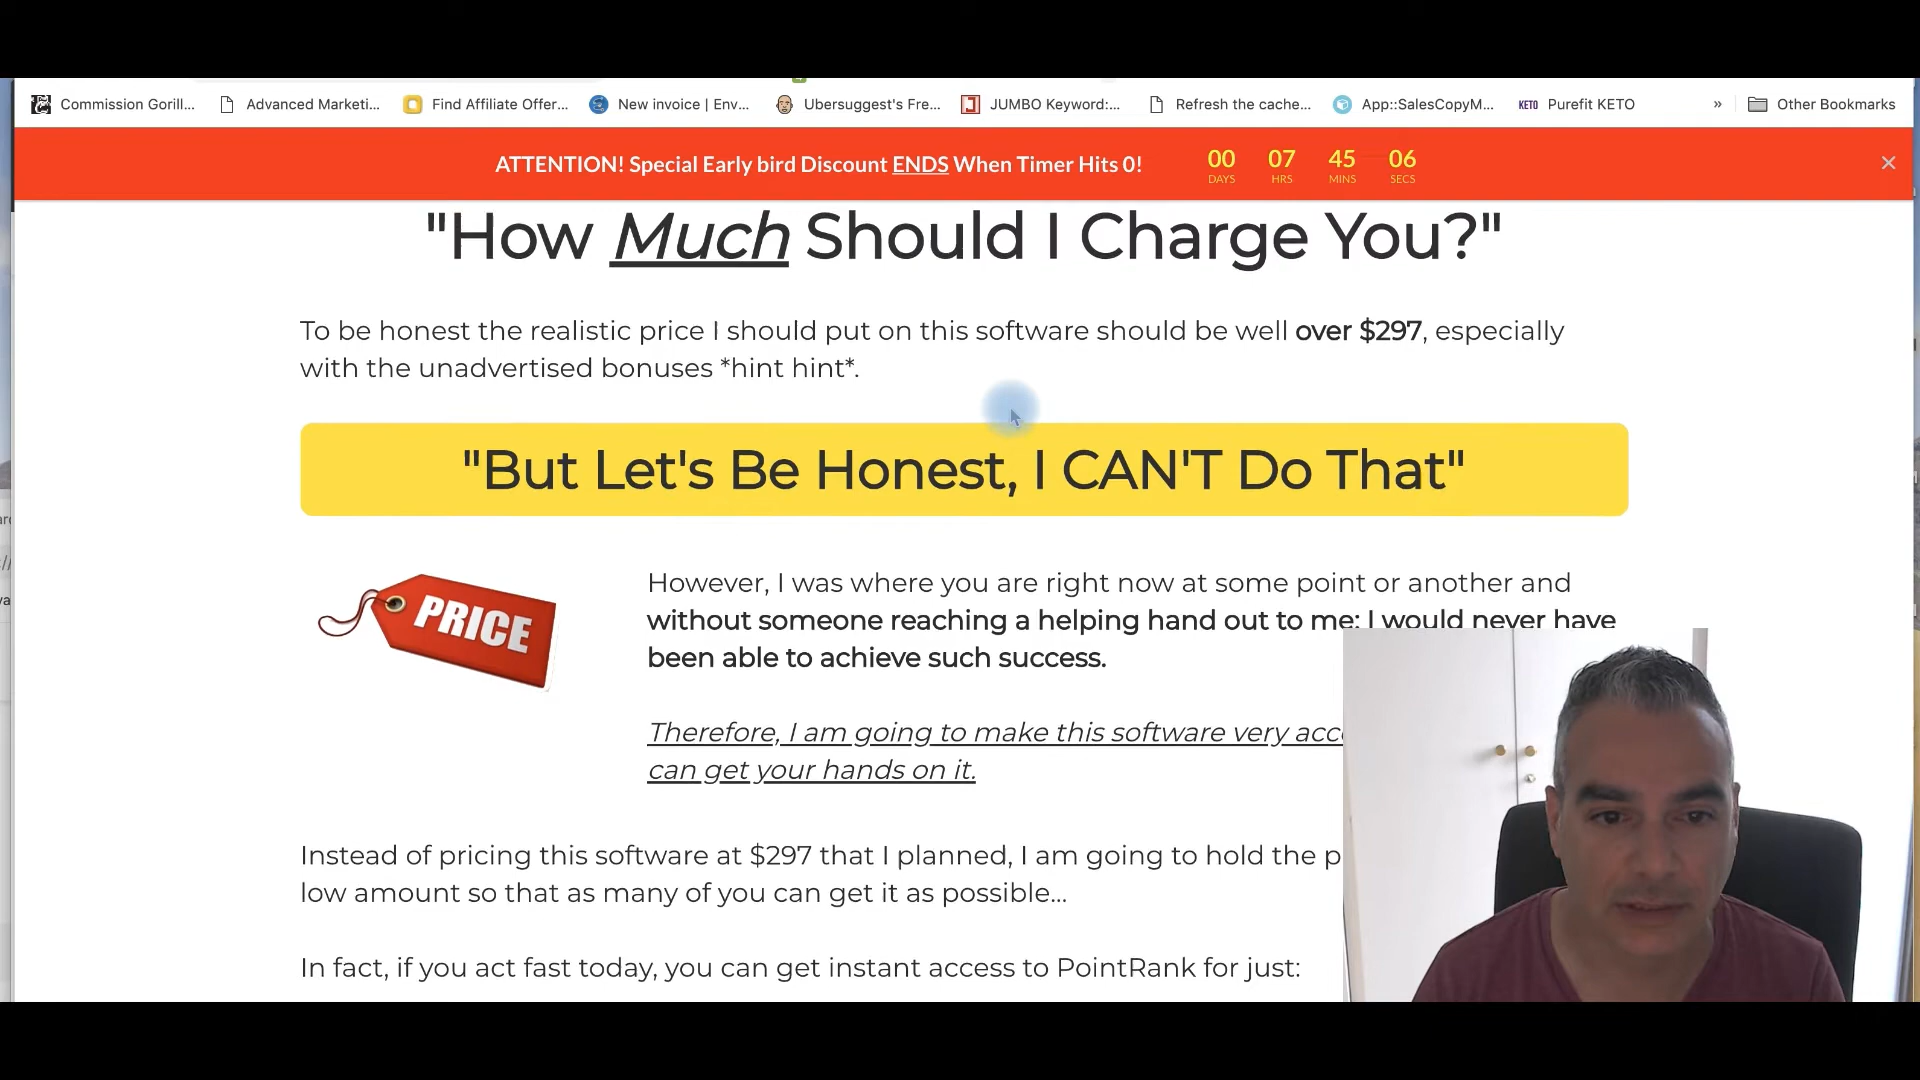 Commission Gorill... Advanced Marketi... Find Affiliate Offer... New invoice | Env... Ubersuggest's Fre... JUMBO Keyword:... Refresh the cache... App::SalesCopyM... KETO Purefit KETO » Other Bookmarks
ATTENTION! Special Early bird Discount ENDS When Timer Hits 0! 00 07 45 06
DAYS HRS MINS SECS
"How Much Should I Charge You?"
To be honest the realistic price I should put on this software should be well over $297, especially
with the unadvertised bonuses *hint hint*.
"But Let's Be Honest, I CAN'T Do That"
PRICE
However, I was where you are right now at some point or another and
without someone reaching a helping hand out to me: I would never have
been able to achieve such success.
Therefore, I am going to make this software very acc
can get your hands on it.
Instead of pricing this software at $297 that I planned, I am going to hold the p
low amount so that as many of you can get it as possible...
In fact, if you act fast today, you can get instant access to PointRank for just: